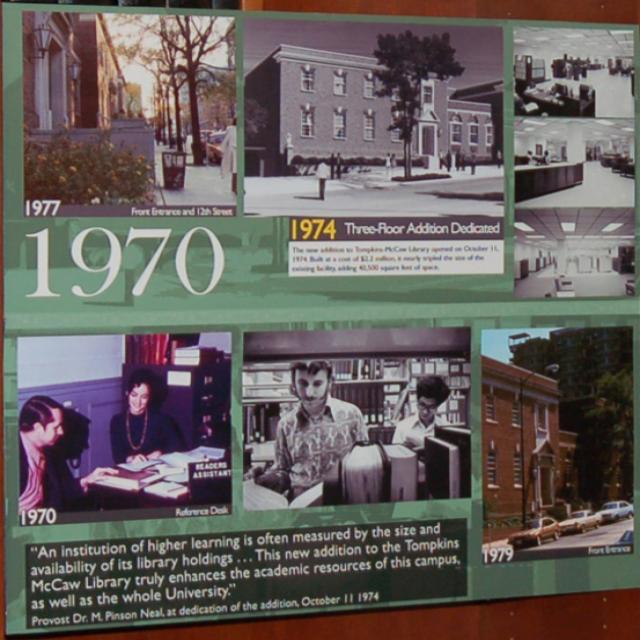 1977
Front Entrance and 12th Street
1970
1974 Three-Floor Addition Dedicated
The new addition to Tompkins-McCaw Library opened on October 11,
1974. Built at a cost of $2.2 million, it nearly tripled the size of the
existing facility, adding 40,500 square feet of space.
READERS
ASSISTANT
1970
Reference Desk
1979
Front Entrance
“An institution of higher learning is often measured by the size and
availability of its library holdings ... This new addition to the Tompkins
McCaw Library truly enhances the academic resources of this campus,
as well as the whole University.”
Provost Dr. M. Pinson Neal, at dedication of the addition, October 11 1974